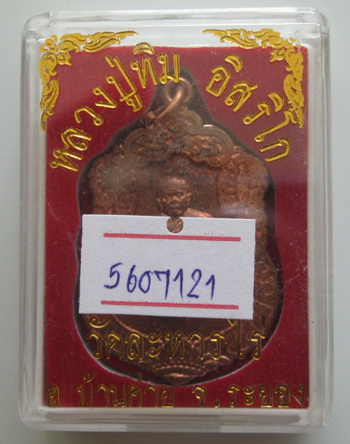 หลวงปู่ทิม อิสริโก
5607121
วัดละหารไร่
อ.บ้านค่าย จ.ระยอง